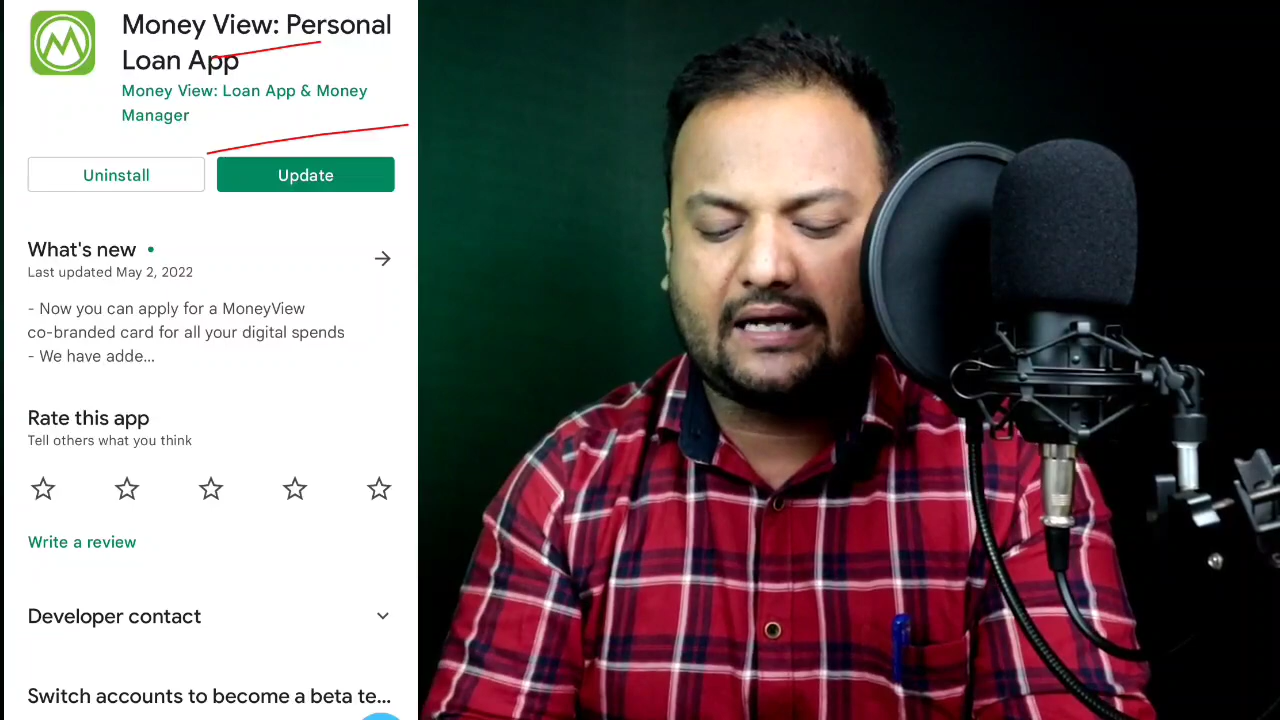 Money View: Personal
Loan App
Money View: Loan App & Money
Manager
Uninstall
Update
What's new
Last updated May 2, 2022
- Now you can apply for a MoneyView
co-branded card for all your digital spends
- We have adde...
Rate this app
Tell others what you think
Write a review
Developer contact
Switch accounts to become a beta te...